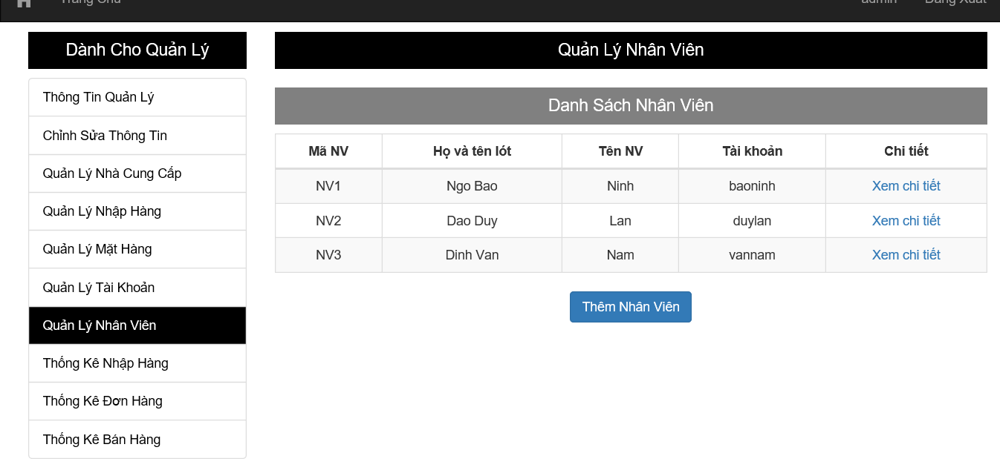 Trang Chủ admin Đăng Xuất
Dành Cho Quản Lý
Thông Tin Quản Lý
Chỉnh Sửa Thông Tin
Quản Lý Nhà Cung Cấp
Quản Lý Nhập Hàng
Quản Lý Mặt Hàng
Quản Lý Tài Khoản
Quản Lý Nhân Viên
Thống Kê Nhập Hàng
Thống Kê Đơn Hàng
Thống Kê Bán Hàng
Quản Lý Nhân Viên
Danh Sách Nhân Viên
Mã NV Họ và tên lót Tên NV Tài khoản Chi tiết
NV1 Ngo Bao Ninh baoninh Xem chi tiết
NV2 Dao Duy Lan duylan Xem chi tiết
NV3 Dinh Van Nam vannam Xem chi tiết
Thêm Nhân Viên